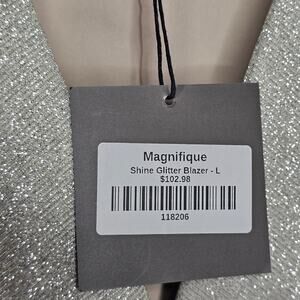 Magnifique
Shine Glitter Blazer - L
$102.98
118206